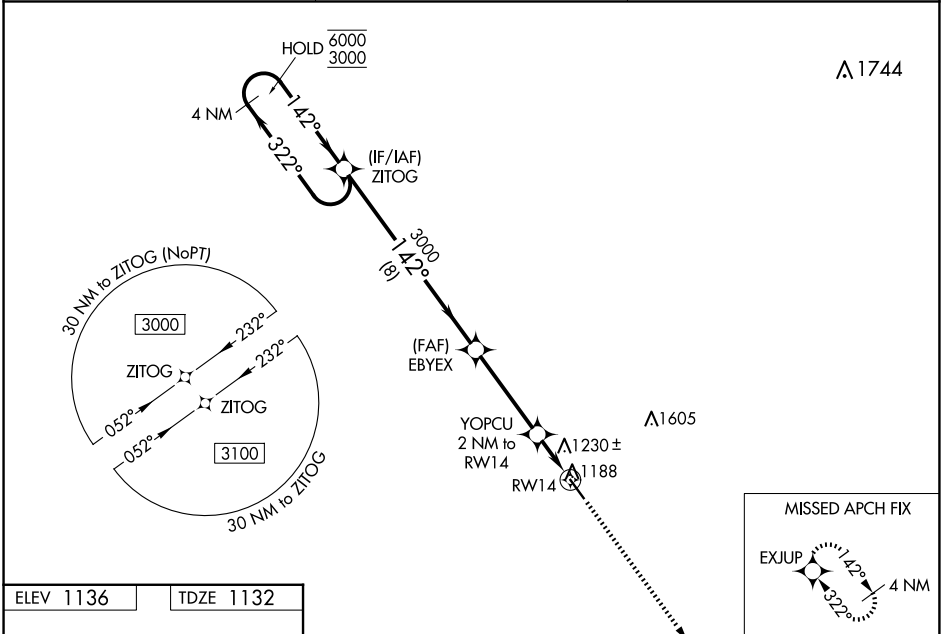 HOLD 6000
3000
1744
4 NM
142°
322°
(IF/IAF)
ZITOG
3000
142°
(8)
30 NM to ZITOG (NoPT)
3000
232°
ZITOG
052°
232°
ZITOG
052°
3100
30 NM to ZITOG
(FAF)
EBYEX
YOPCU
2 NM to
RW14
1605
1230 ±
1188
RW14
MISSED APCH FIX
EXJUP
142°
322°
4 NM
ELEV 1136
TDZE 1132